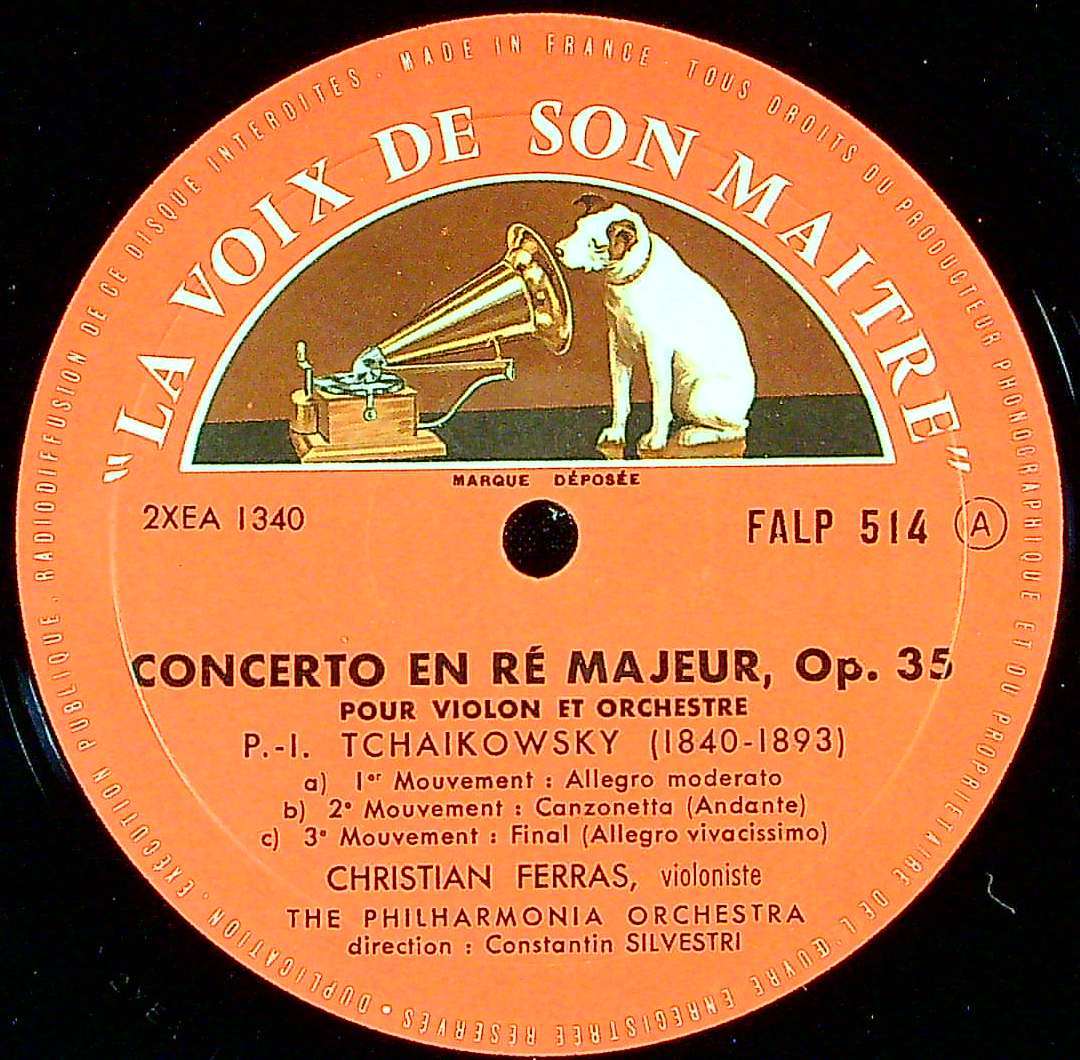 MADE IN FRANCE . TOUS DROITS DU PRODUCTEUR PHONOGRAPHIQUE ET DU PROPRIETAIRE DE L'ŒUVRE ENREGISTREE RESERVES • DUPLICATION . EXECUTION PUBLIQUE . RADIODIFFUSION DE CE DISQUE INTERDITES .
"LA VOIX DE SON MAITRE"
MARQUE DÉPOSÉE
2XEA 1340
FALP 514 A
CONCERTO EN RÉ MAJEUR, Op. 35
POUR VIOLON ET ORCHESTRE
P.-I. TCHAIKOWSKY (1840-1893)
a) 1er Mouvement : Allegro moderato
b) 2e Mouvement : Canzonetta (Andante)
c) 3e Mouvement : Final (Allegro vivacissimo)
CHRISTIAN FERRAS, violoniste
THE PHILHARMONIA ORCHESTRA
direction : Constantin SILVESTRI